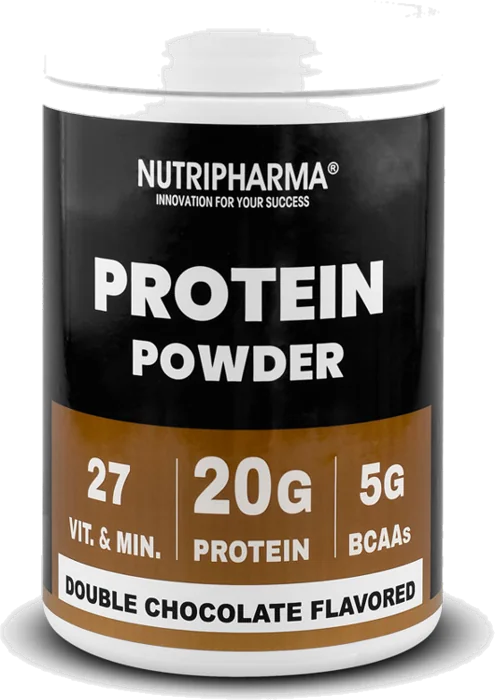 NUTRIPHARMA®
INNOVATION FOR YOUR SUCCESS
PROTEIN
POWDER
27
VIT. & MIN.
20G
PROTEIN
5G
BCAAs
DOUBLE CHOCOLATE FLAVORED